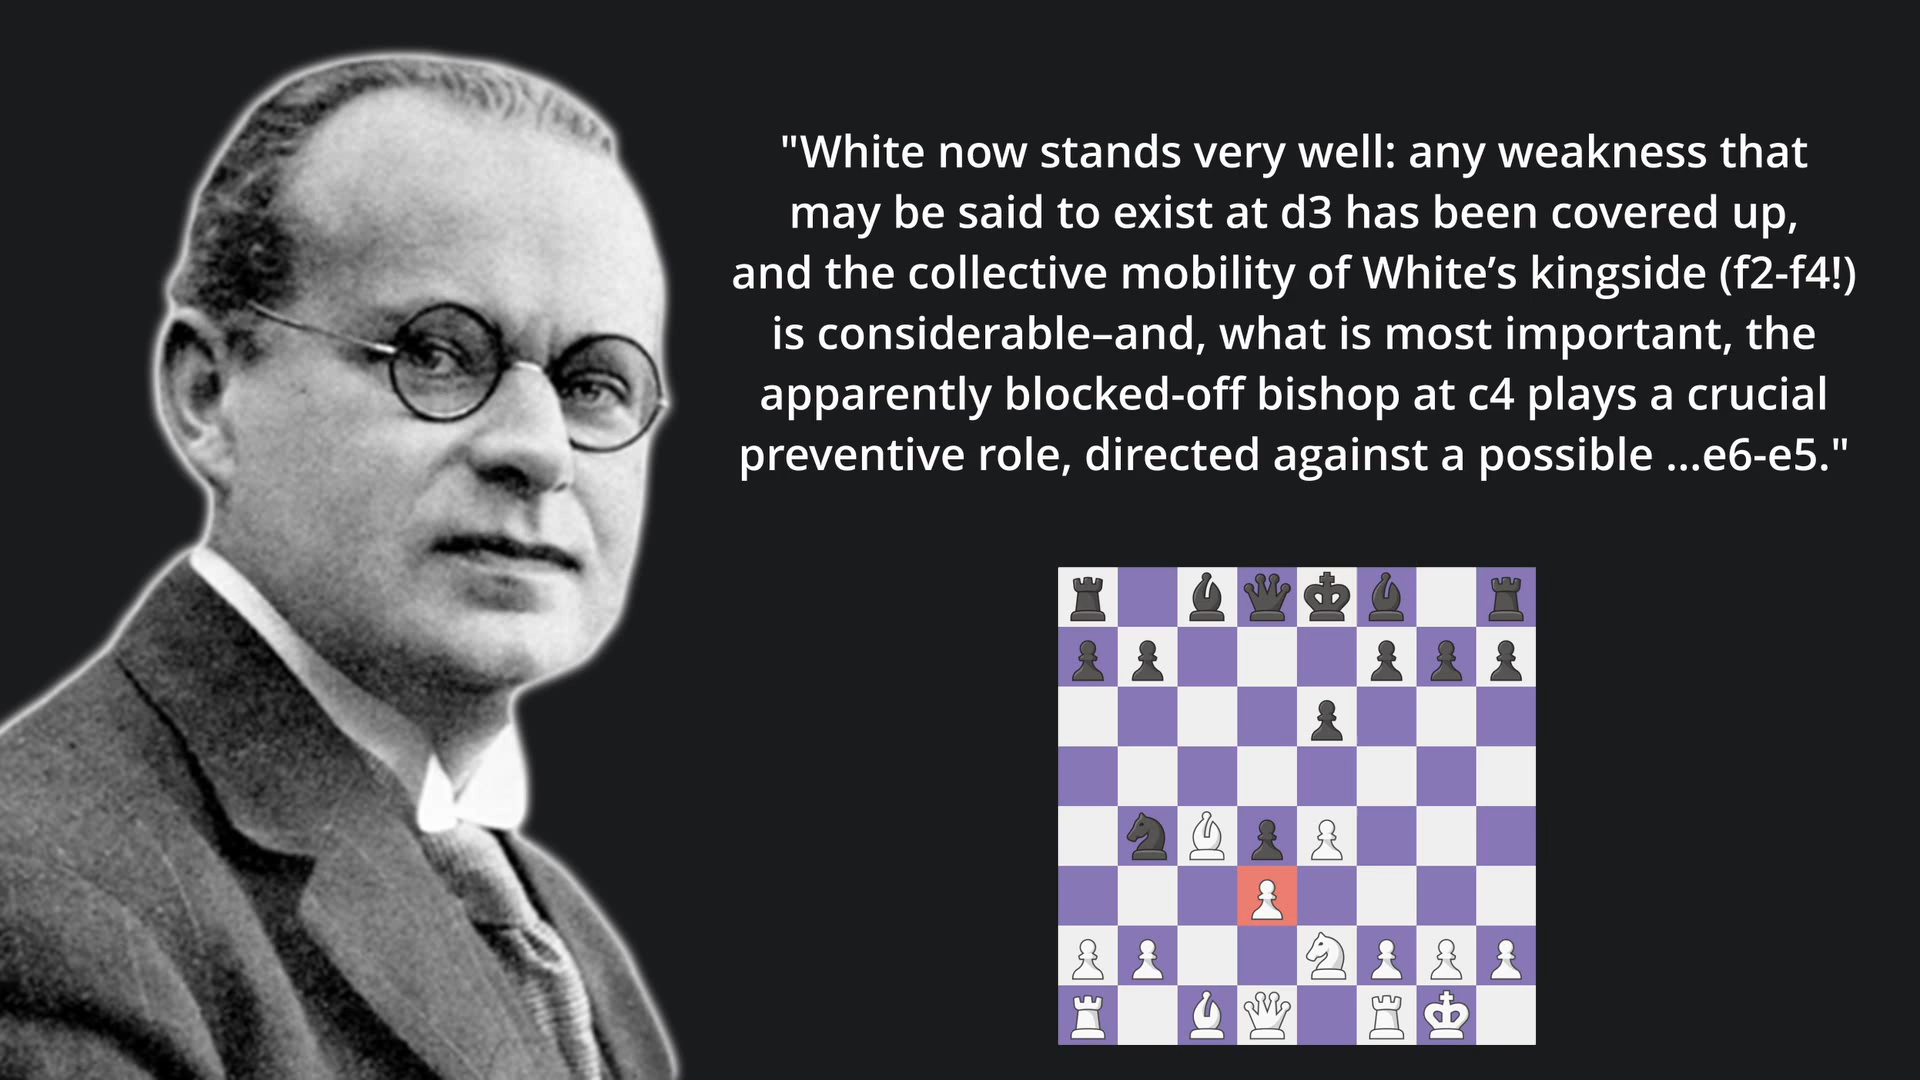 "White now stands very well: any weakness that
may be said to exist at d3 has been covered up,
and the collective mobility of White’s kingside (f2-f4!)
is considerable–and, what is most important, the
apparently blocked-off bishop at c4 plays a crucial
preventive role, directed against a possible ...e6-e5."